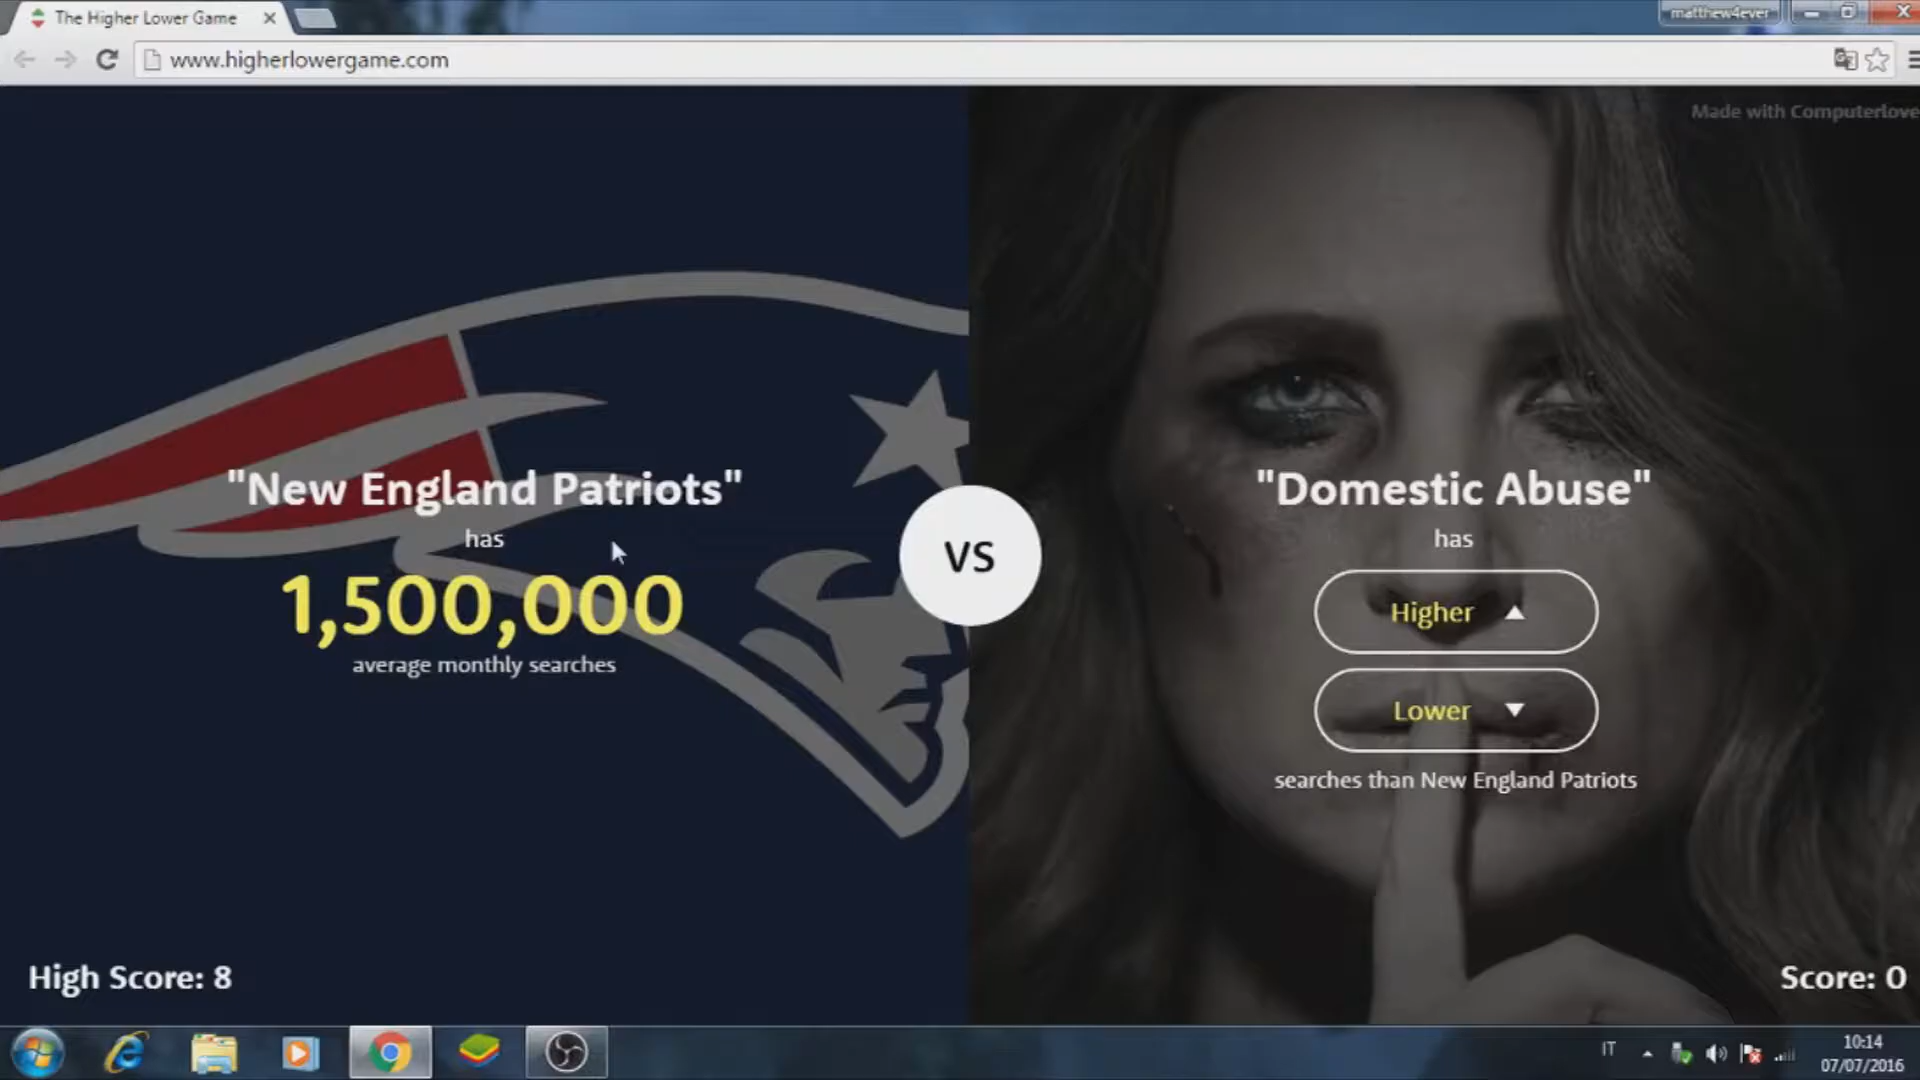 The Higher Lower Game
matthew4ever
www.higherlowergame.com
Made with Computerlove
"New England Patriots"
has
1,500,000
average monthly searches
VS
"Domestic Abuse"
has
Higher
Lower
searches than New England Patriots
High Score: 8
Score: 0
IT
10:14
07/07/2016